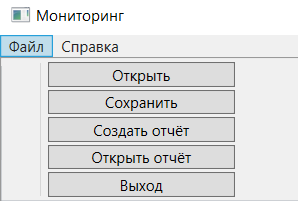 Мониторинг
Файл Справка
Открыть
Сохранить
Создать отчёт
Открыть отчёт
Выход